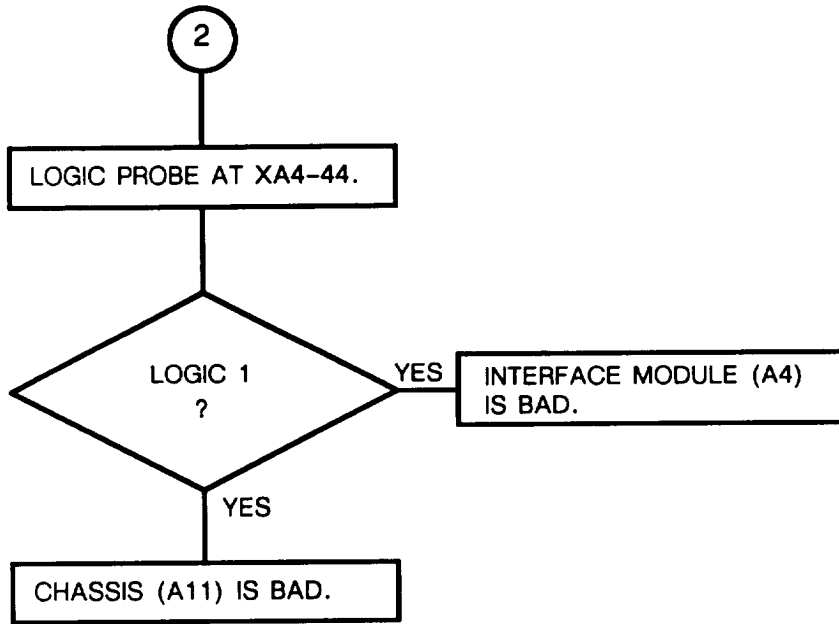 2
LOGIC PROBE AT XA4-44.
LOGIC 1
?
YES
INTERFACE MODULE (A4)
IS BAD.
YES
CHASSIS (A11) IS BAD.